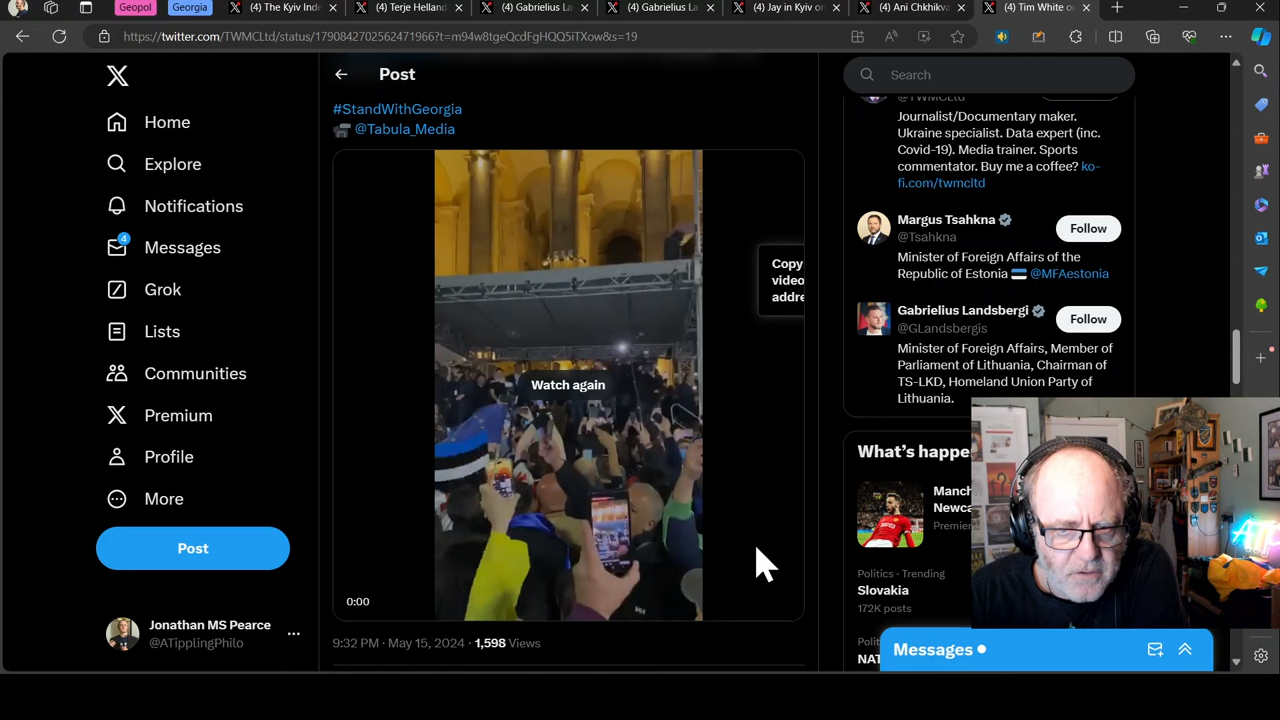 Geopol
Georgia
(4) The Kyiv Inde
(4) Terje Helland
(4) Gabrielius La
(4) Gabrielius La
(4) Jay in Kyiv or
(4) Ani Chkhikva
(4) Tim White o
https://twitter.com/TWMCLtd/status/1790842702562471966?t=m94w8tgeQcdFgHQQ5iTXow&s=19
Home
Explore
Notifications
4
Messages
Grok
Lists
Communities
Premium
Profile
More
Post
Jonathan MS Pearce
@ATipplingPhilo
Post
#StandWithGeorgia
@Tabula_Media
Copy
video
addre
Watch again
0:00
9:32 PM · May 15, 2024 · 1,598 Views
Search
@TWMCLtd
Journalist/Documentary maker.
Ukraine specialist. Data expert (inc.
Covid-19). Media trainer. Sports
commentator. Buy me a coffee? ko-
fi.com/twmcltd
Margus Tsahkna
@Tsahkna
Follow
Minister of Foreign Affairs of the
Republic of Estonia @MFAestonia
Gabrielius Landsbergi
@GLandsbergis
Follow
Minister of Foreign Affairs, Member of
Parliament of Lithuania, Chairman of
TS-LKD, Homeland Union Party of
Lithuania.
What's happe
Manch
Newca
Premie
Politics · Trending
Slovakia
172K posts
Politic
NAT
Messages